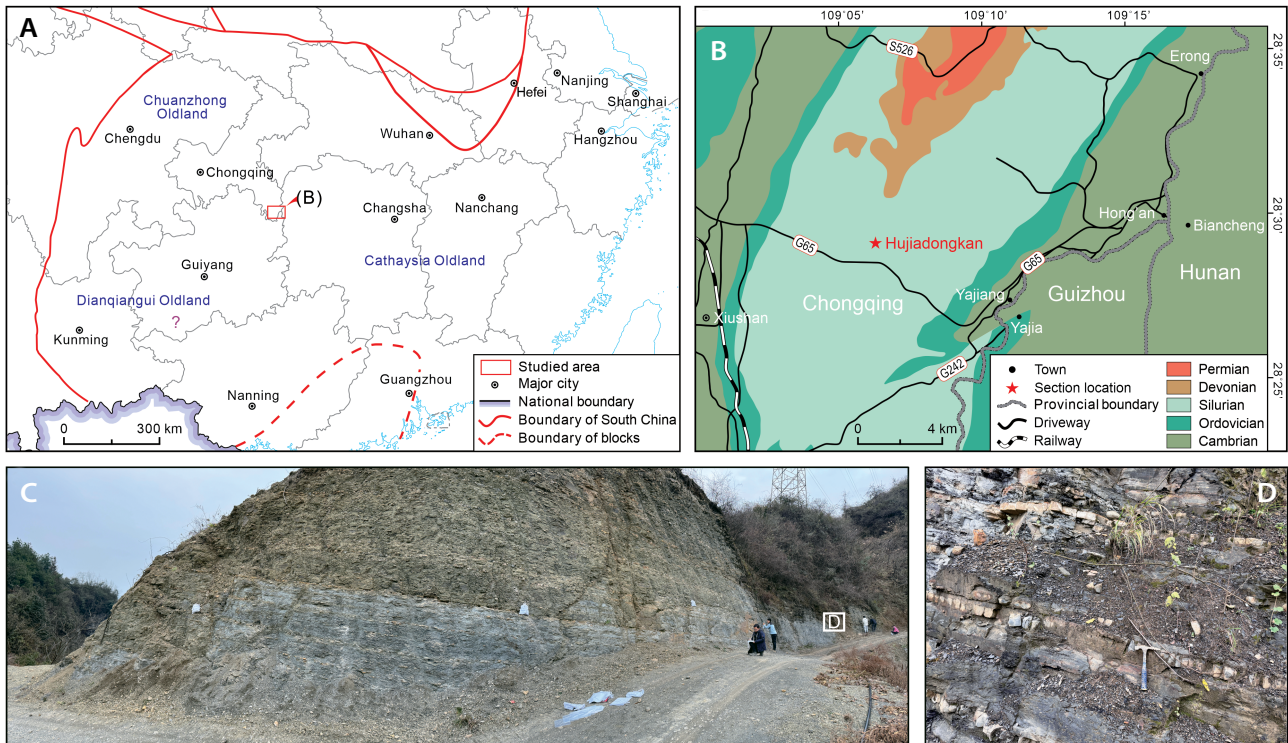 A
Chuanzhong
Oldland
Chengdu
Chongqing
(B)
Wuhan
Hefei
Nanjing
Shanghai
Hangzhou
Changsha
Nanchang
Cathaysia Oldland
Guiyang
Dianqiangui Oldland
?
Kunming
Nanning
Guangzhou
0 300 km
Studied area
Major city
National boundary
Boundary of South China
Boundary of blocks
109°05′ 109°10′ 109°15′
B
S526
Erong
28°35′
Hong'an
Biancheng
28°30′
Hujiadongkan
G65
G65
Hunan
Chongqing
Yajiang
Guizhou
Xiushan
Yajia
G242
28°25′
0 4 km
Town
Section location
Provincial boundary
Driveway
Railway
Permian
Devonian
Silurian
Ordovician
Cambrian
C
D
D